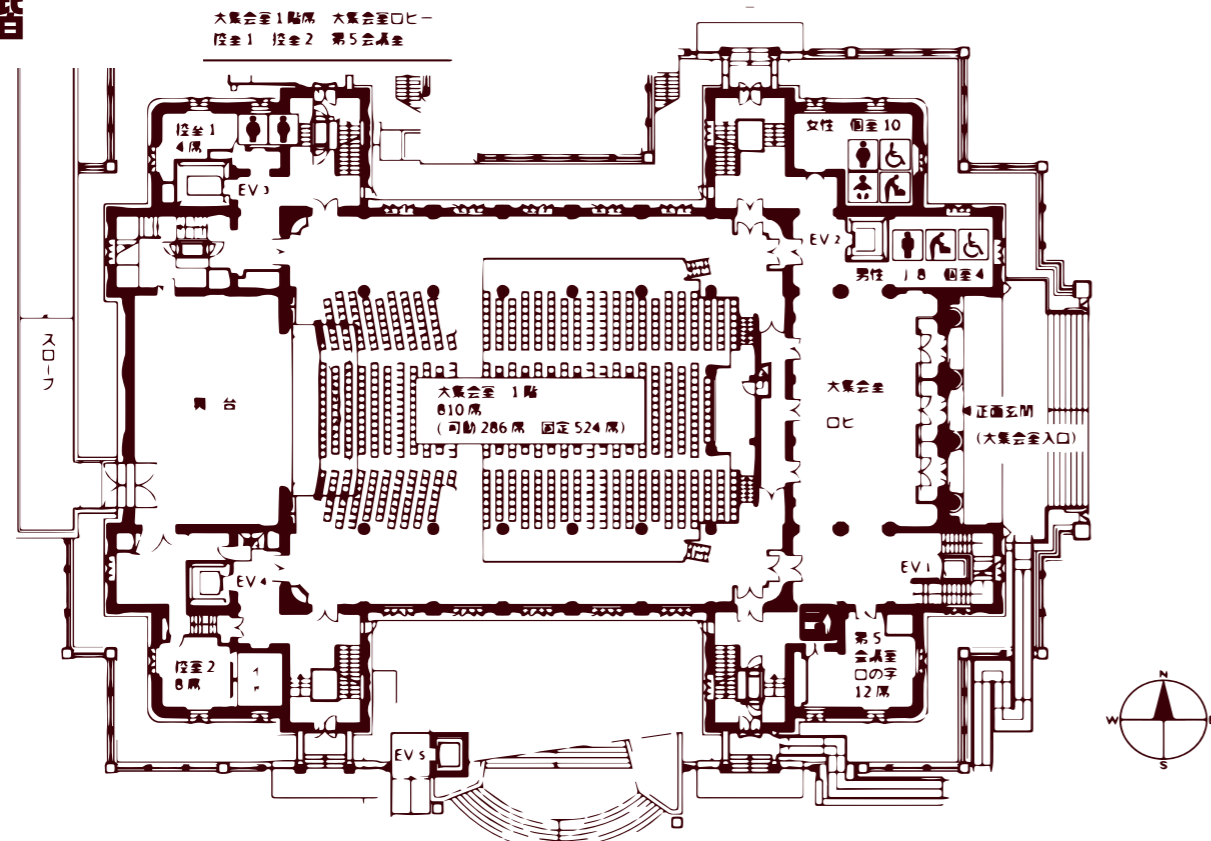 階
大集会室1階席 大集会室ロビー
控室1 控室2 第5会議室
控室1
4席
EV3
女性 個室10
EV2
男性 小8 個室4
スロープ
舞台
大集会室 1階
810席
(可動286席 固定524席)
大集会室
ロビ
正面玄関
(大集会室入口)
EV4
EV1
控室2
8席
第5
会議室
ロの字
12席
EV5
N
W
S